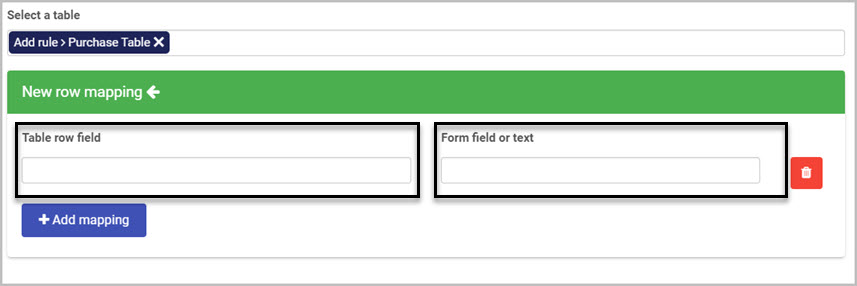 Select a table
Add rule > Purchase Table ×
New row mapping ←
Table row field
Form field or text
+ Add mapping